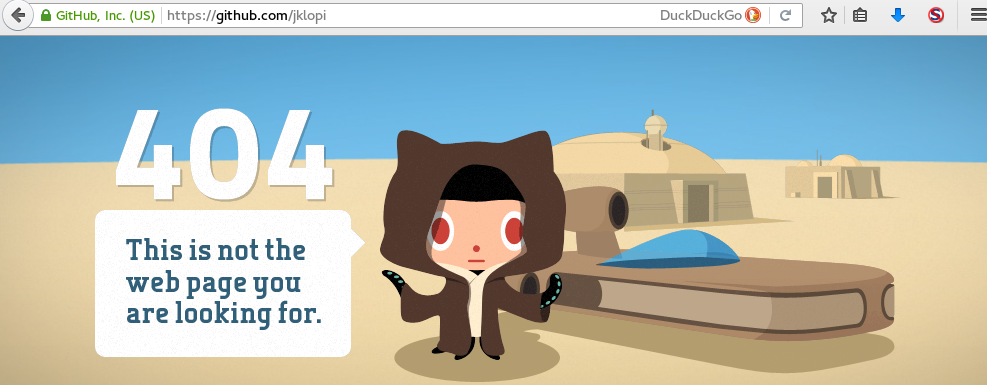 GitHub, Inc. (US) https://github.com/jklopi DuckDuckGo
404
This is not the
web page you
are looking for.